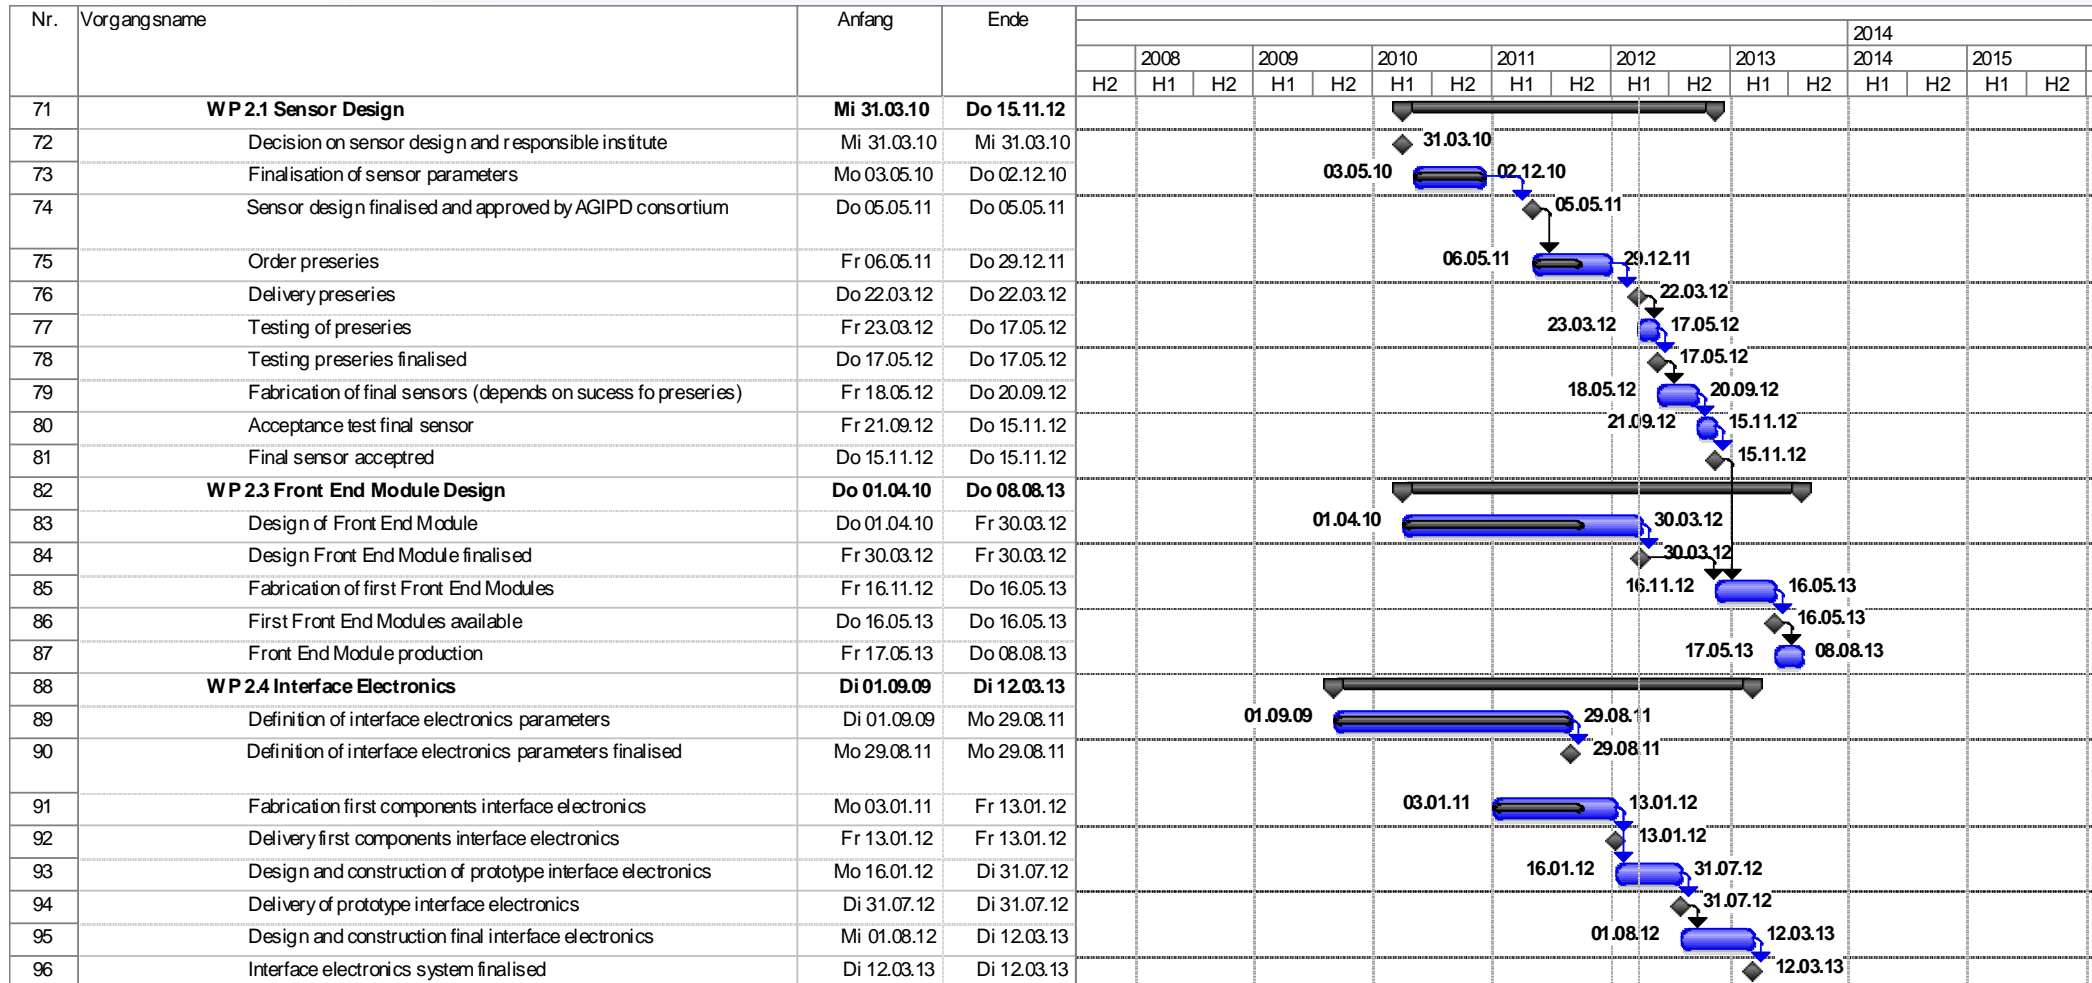 Nr. Vorgangsname Anfang Ende
2014
2008 2009 2010 2011 2012 2013 2014 2015
H2 H1 H2 H1 H2 H1 H2 H1 H2 H1 H2 H1 H2 H1 H2 H1 H2
71 WP 2.1 Sensor Design Mi 31.03.10 Do 15.11.12
72 Decision on sensor design and responsible institute Mi 31.03.10 Mi 31.03.10 31.03.10
73 Finalisation of sensor parameters Mo 03.05.10 Do 02.12.10 03.05.10 02.12.10
74 Sensor design finalised and approved by AGIPD consortium Do 05.05.11 Do 05.05.11 05.05.11
75 Order preseries Fr 06.05.11 Do 29.12.11 06.05.11 29.12.11
76 Delivery preseries Do 22.03.12 Do 22.03.12 22.03.12
77 Testing of preseries Fr 23.03.12 Do 17.05.12 23.03.12 17.05.12
78 Testing preseries finalised Do 17.05.12 Do 17.05.12 17.05.12
79 Fabrication of final sensors (depends on sucess fo preseries) Fr 18.05.12 Do 20.09.12 18.05.12 20.09.12
80 Acceptance test final sensor Fr 21.09.12 Do 15.11.12 21.09.12 15.11.12
81 Final sensor acceptred Do 15.11.12 Do 15.11.12 15.11.12
82 WP 2.3 Front End Module Design Do 01.04.10 Do 08.08.13
83 Design of Front End Module Do 01.04.10 Fr 30.03.12 01.04.10 30.03.12
84 Design Front End Module finalised Fr 30.03.12 Fr 30.03.12 30.03.12
85 Fabrication of first Front End Modules Fr 16.11.12 Do 16.05.13 16.11.12 16.05.13
86 First Front End Modules available Do 16.05.13 Do 16.05.13 16.05.13
87 Front End Module production Fr 17.05.13 Do 08.08.13 17.05.13 08.08.13
88 WP 2.4 Interface Electronics Di 01.09.09 Di 12.03.13
89 Definition of interface electronics parameters Di 01.09.09 Mo 29.08.11 01.09.09 29.08.11
90 Definition of interface electronics parameters finalised Mo 29.08.11 Mo 29.08.11 29.08.11
91 Fabrication first components interface electronics Mo 03.01.11 Fr 13.01.12 03.01.11 13.01.12
92 Delivery first components interface electronics Fr 13.01.12 Fr 13.01.12 13.01.12
93 Design and construction of prototype interface electronics Mo 16.01.12 Di 31.07.12 16.01.12 31.07.12
94 Delivery of prototype interface electronics Di 31.07.12 Di 31.07.12 31.07.12
95 Design and construction final interface electronics Mi 01.08.12 Di 12.03.13 01.08.12 12.03.13
96 Interface electronics system finalised Di 12.03.13 Di 12.03.13 12.03.13